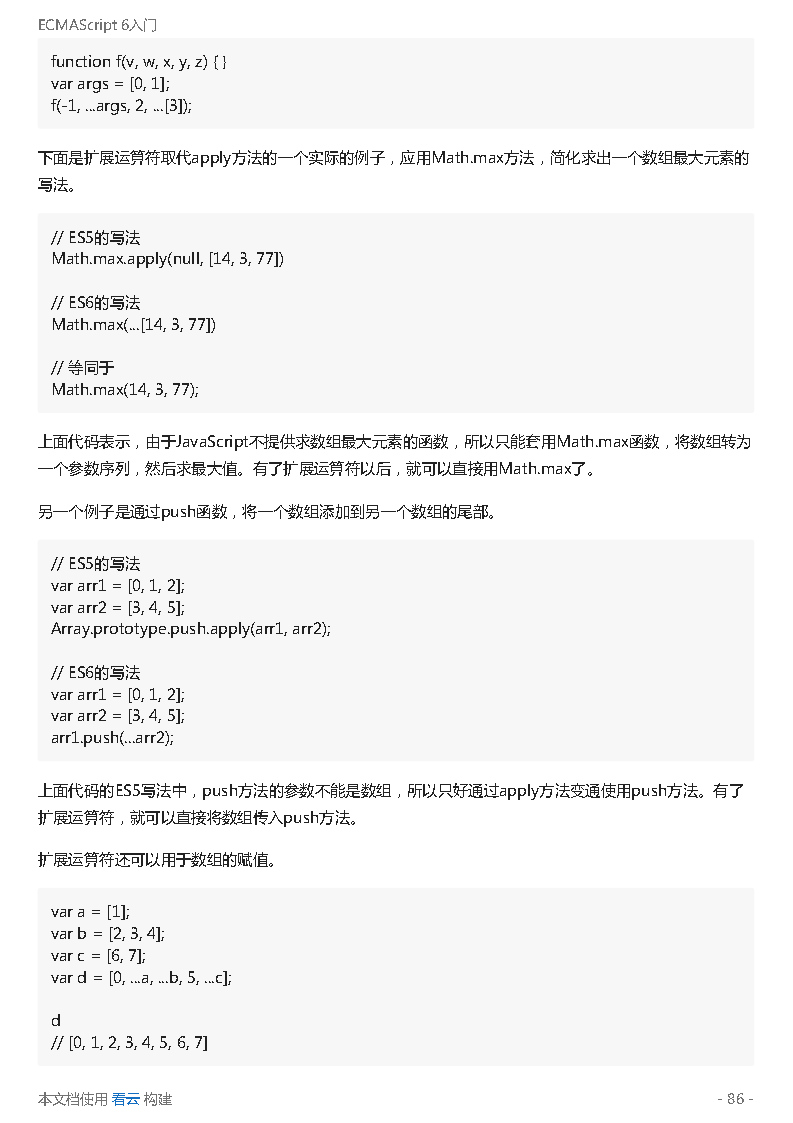 ECMAScript 6入门
function f(v, w, x, y, z) { }
var args = [0, 1];
f(-1, ...args, 2, ...[3]);
下面是扩展运算符取代apply方法的一个实际的例子，应用Math.max方法，简化求出一个数组最大元素的
写法。
// ES5的写法
Math.max.apply(null, [14, 3, 77])
// ES6的写法
Math.max(...[14, 3, 77])
// 等同于
Math.max(14, 3, 77);
上面代码表示，由于JavaScript不提供求数组最大元素的函数，所以只能套用Math.max函数，将数组转为
一个参数序列，然后求最大值。有了扩展运算符以后，就可以直接用Math.max了。
另一个例子是通过push函数，将一个数组添加到另一个数组的尾部。
// ES5的写法
var arr1 = [0, 1, 2];
var arr2 = [3, 4, 5];
Array.prototype.push.apply(arr1, arr2);
// ES6的写法
var arr1 = [0, 1, 2];
var arr2 = [3, 4, 5];
arr1.push(...arr2);
上面代码的ES5写法中，push方法的参数不能是数组，所以只好通过apply方法变通使用push方法。有了
扩展运算符，就可以直接将数组传入push方法。
扩展运算符还可以用于数组的赋值。
var a = [1];
var b = [2, 3, 4];
var c = [6, 7];
var d = [0, ...a, ...b, 5, ...c];
d
// [0, 1, 2, 3, 4, 5, 6, 7]
本文档使用 看云 构建
- 86 -